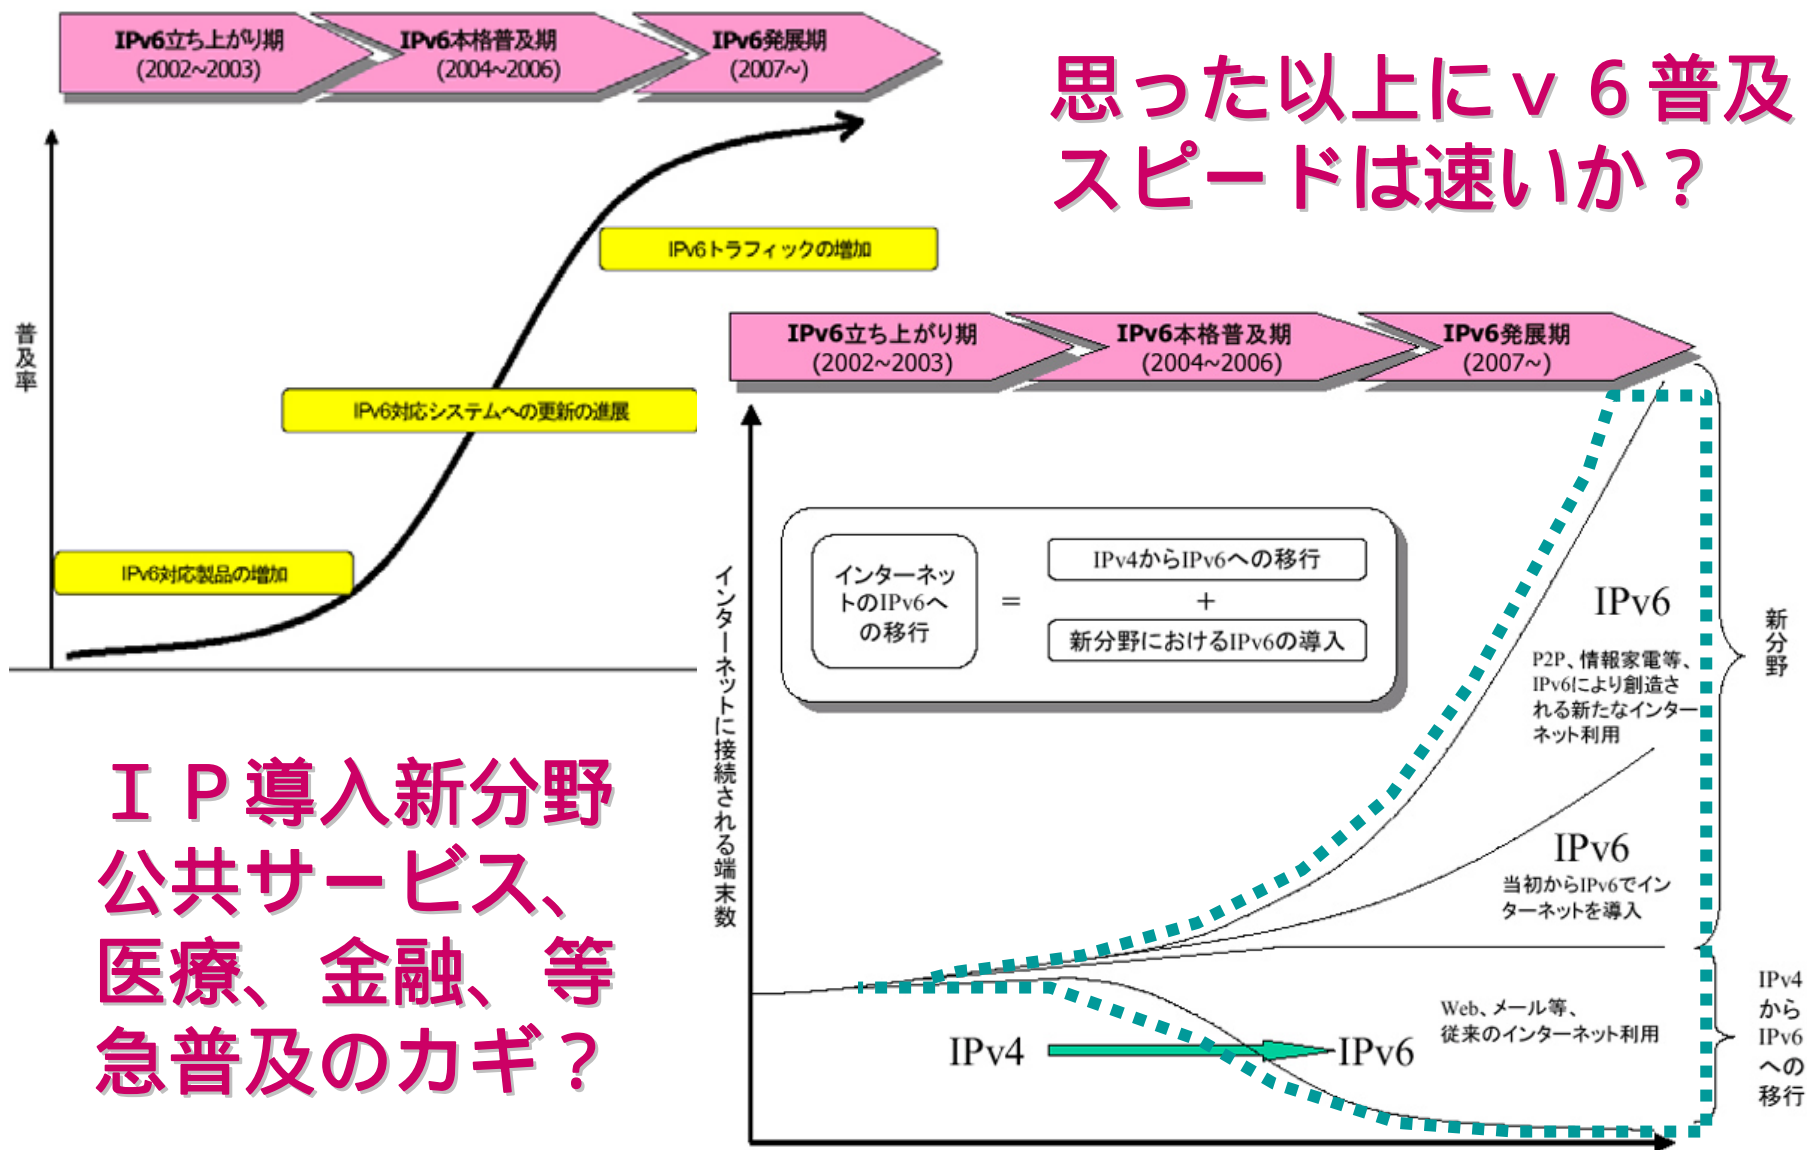 IPv6立ち上がり期
(2002~2003)
IPv6本格普及期
(2004~2006)
IPv6発展期
(2007~)
思った以上にｖ６普及
スピードは速いか？
普及率
IPv6トラフィックの増加
IPv6対応システムへの更新の進展
IPv6対応製品の増加
IPv6立ち上がり期
(2002~2003)
IPv6本格普及期
(2004~2006)
IPv6発展期
(2007~)
インターネットに接続される端末数
インターネッ
トのIPv6へ
の移行
=
IPv4からIPv6への移行
+
新分野におけるIPv6の導入
IPv6
P2P、情報家電等、
IPv6により創造さ
れる新たなインター
ネット利用
新分野
IPv6
当初からIPv6でイン
ターネットを導入
Web、メール等、
従来のインターネット利用
IPv4
IPv6
IPv4
から
IPv6
への
移行
ＩＰ導入新分野
公共サービス、
医療、金融、等
急普及のカギ？